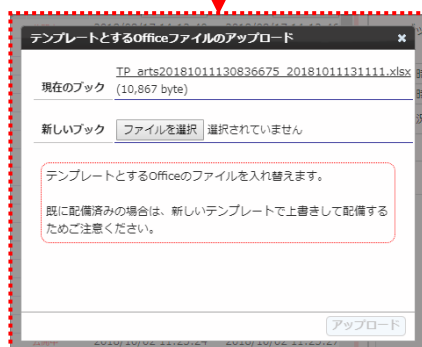 テンプレートとするOfficeファイルのアップロード ×
現在のブック TP_arts20181011130836675_20181011131111.xlsx
(10,867 byte)
新しいブック ファイルを選択 選択されていません
テンプレートとするOfficeのファイルを入れ替えます。
既に配備済みの場合は、新しいテンプレートで上書きして配備する
ためご注意ください。
アップロード